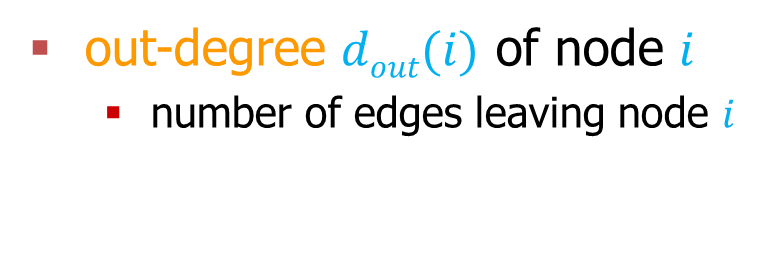 ▪ out-degree d_out(i) of node i
▪ number of edges leaving node i